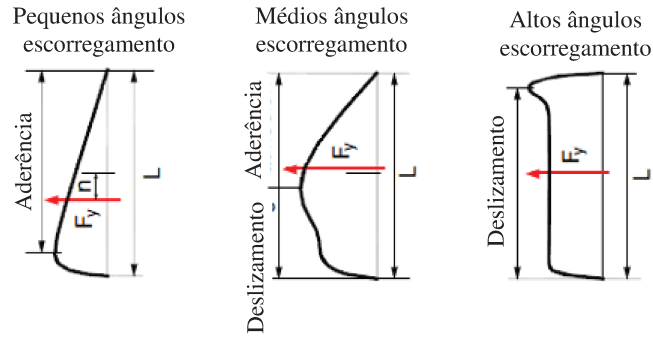 Pequenos ângulos
escorregamento
Médios ângulos
escorregamento
Altos ângulos
escorregamento
Aderência
n
Fy
L
Aderência
Deslizamento
Fy
L
Deslizamento
Fy
L